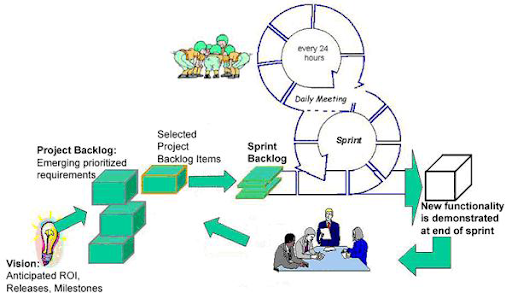 every 24
hours
Daily Meeting
Sprint
Project Backlog:
Emerging prioritized
requirements
Selected
Project
Backlog Items
Sprint
Backlog
New functionality
is demonstrated
at end of sprint
Vision:
Anticipated ROI,
Releases, Milestones